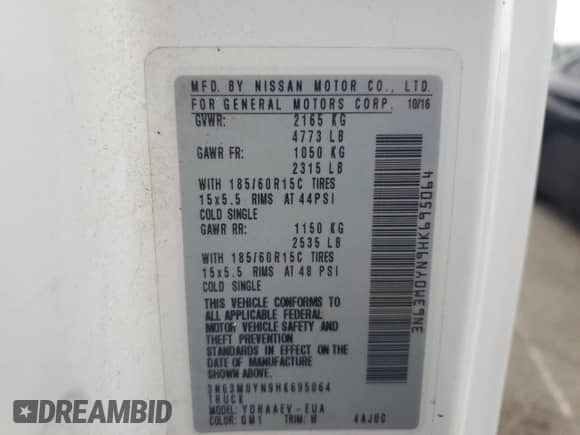 MFD. BY NISSAN MOTOR CO., LTD.
FOR GENERAL MOTORS CORP. 10/16
GVWR: 2165 KG
4773 LB
GAWR FR: 1050 KG
2315 LB
WITH 185/60R15C TIRES
15x5.5 RIMS AT 44PSI
COLD SINGLE
GAWR RR: 1150 KG
2535 LB
WITH 185/60R15C TIRES
15x5.5 RIMS AT 48 PSI
COLD SINGLE
THIS VEHICLE CONFORMS TO
ALL APPLICABLE FEDERAL
MOTOR VEHICLE SAFETY AND
THEFT PREVENTION
STANDARDS IN EFFECT ON
THE DATE OF MANUFACTURE
SHOWN ABOVE.
3N63M0YN9HK695064
TRUCK
MODEL: YDRAAEV-EUA
COLOR: GM1 TRIM: W 4AJ0C
3N63M0YN9HK695064
#BIDAMBID